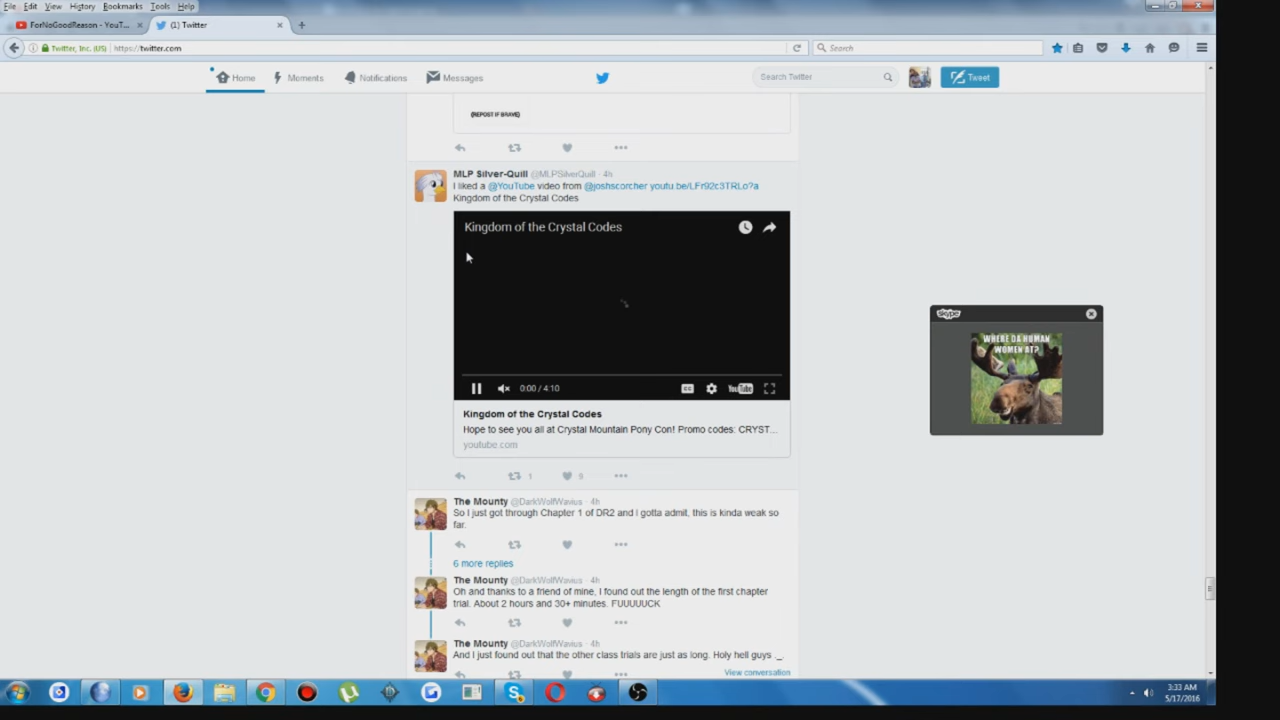 File Edit View History Bookmarks Tools Help
ForNoGoodReason - YouT...
(1) Twitter
Twitter, Inc. (US) https://twitter.com
Search
Home Moments Notifications Messages
Search Twitter
Tweet
(REPOST IF BRAVE)
MLP Silver-Quill @MLPSilverQuill · 4h
I liked a @YouTube video from @joshscorcher youtu.be/LFr92c3TRLo?a
Kingdom of the Crystal Codes
Kingdom of the Crystal Codes
0:00 / 4:10
YouTube
Kingdom of the Crystal Codes
Hope to see you all at Crystal Mountain Pony Con! Promo codes: CRYST...
youtube.com
1 9
skype
WHERE DA HUMAN
WOMEN AT?
The Mounty @DarkWolfWavius · 4h
So I just got through Chapter 1 of DR2 and I gotta admit, this is kinda weak so
far.
6 more replies
The Mounty @DarkWolfWavius · 4h
Oh and thanks to a friend of mine, I found out the length of the first chapter
trial. About 2 hours and 30+ minutes. FUUUUUCK
The Mounty @DarkWolfWavius · 4h
And I just found out that the other class trials are just as long. Holy hell guys ._.
View conversation
3:33 AM
5/17/2016